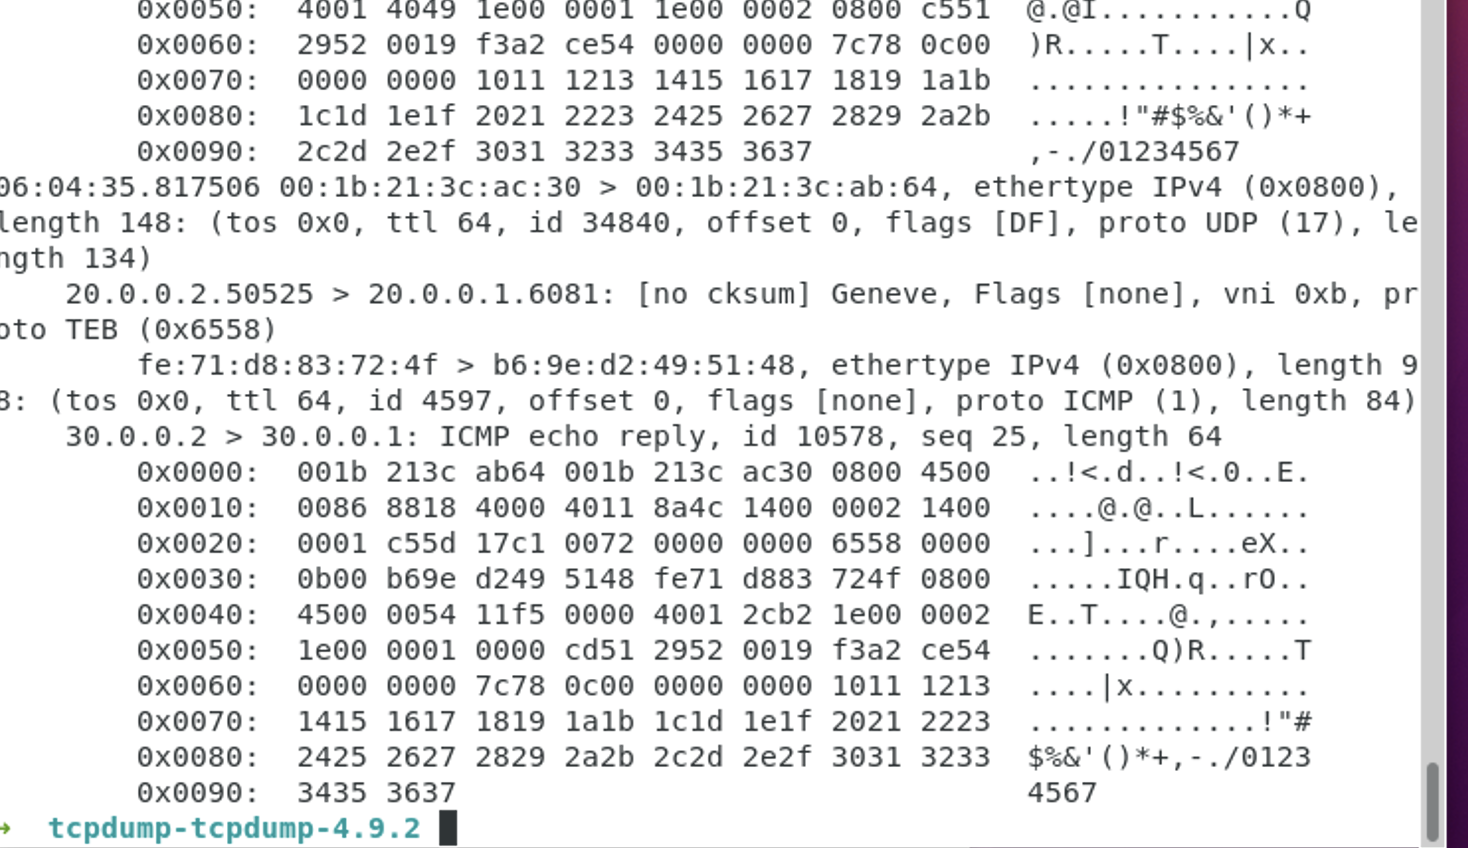 0x0050:  4001 4049 1e00 0001 1e00 0002 0800 c551  @.@I...........Q
0x0060:  2952 0019 f3a2 ce54 0000 0000 7c78 0c00  )R.....T....|x..
0x0070:  0000 0000 1011 1213 1415 1617 1819 1a1b  ................
0x0080:  1c1d 1e1f 2021 2223 2425 2627 2829 2a2b  .....!"#$%&'()*+
0x0090:  2c2d 2e2f 3031 3233 3435 3637            ,-./01234567
06:04:35.817506 00:1b:21:3c:ac:30 > 00:1b:21:3c:ab:64, ethertype IPv4 (0x0800),
length 148: (tos 0x0, ttl 64, id 34840, offset 0, flags [DF], proto UDP (17), le
ngth 134)
20.0.0.2.50525 > 20.0.0.1.6081: [no cksum] Geneve, Flags [none], vni 0xb, pr
oto TEB (0x6558)
fe:71:d8:83:72:4f > b6:9e:d2:49:51:48, ethertype IPv4 (0x0800), length 9
8: (tos 0x0, ttl 64, id 4597, offset 0, flags [none], proto ICMP (1), length 84)
30.0.0.2 > 30.0.0.1: ICMP echo reply, id 10578, seq 25, length 64
0x0000:  001b 213c ab64 001b 213c ac30 0800 4500  ..!<.d..!<.0..E.
0x0010:  0086 8818 4000 4011 8a4c 1400 0002 1400  ....@.@..L......
0x0020:  0001 c55d 17c1 0072 0000 0000 6558 0000  ...]...r....eX..
0x0030:  0b00 b69e d249 5148 fe71 d883 724f 0800  .....IQH.q..rO..
0x0040:  4500 0054 11f5 0000 4001 2cb2 1e00 0002  E..T....@.,.....
0x0050:  1e00 0001 0000 cd51 2952 0019 f3a2 ce54  .......Q)R.....T
0x0060:  0000 0000 7c78 0c00 0000 0000 1011 1213  ....|x..........
0x0070:  1415 1617 1819 1a1b 1c1d 1e1f 2021 2223  .............!"#
0x0080:  2425 2627 2829 2a2b 2c2d 2e2f 3031 3233  $%&'()*+,-./0123
0x0090:  3435 3637                                4567
→  tcpdump-tcpdump-4.9.2